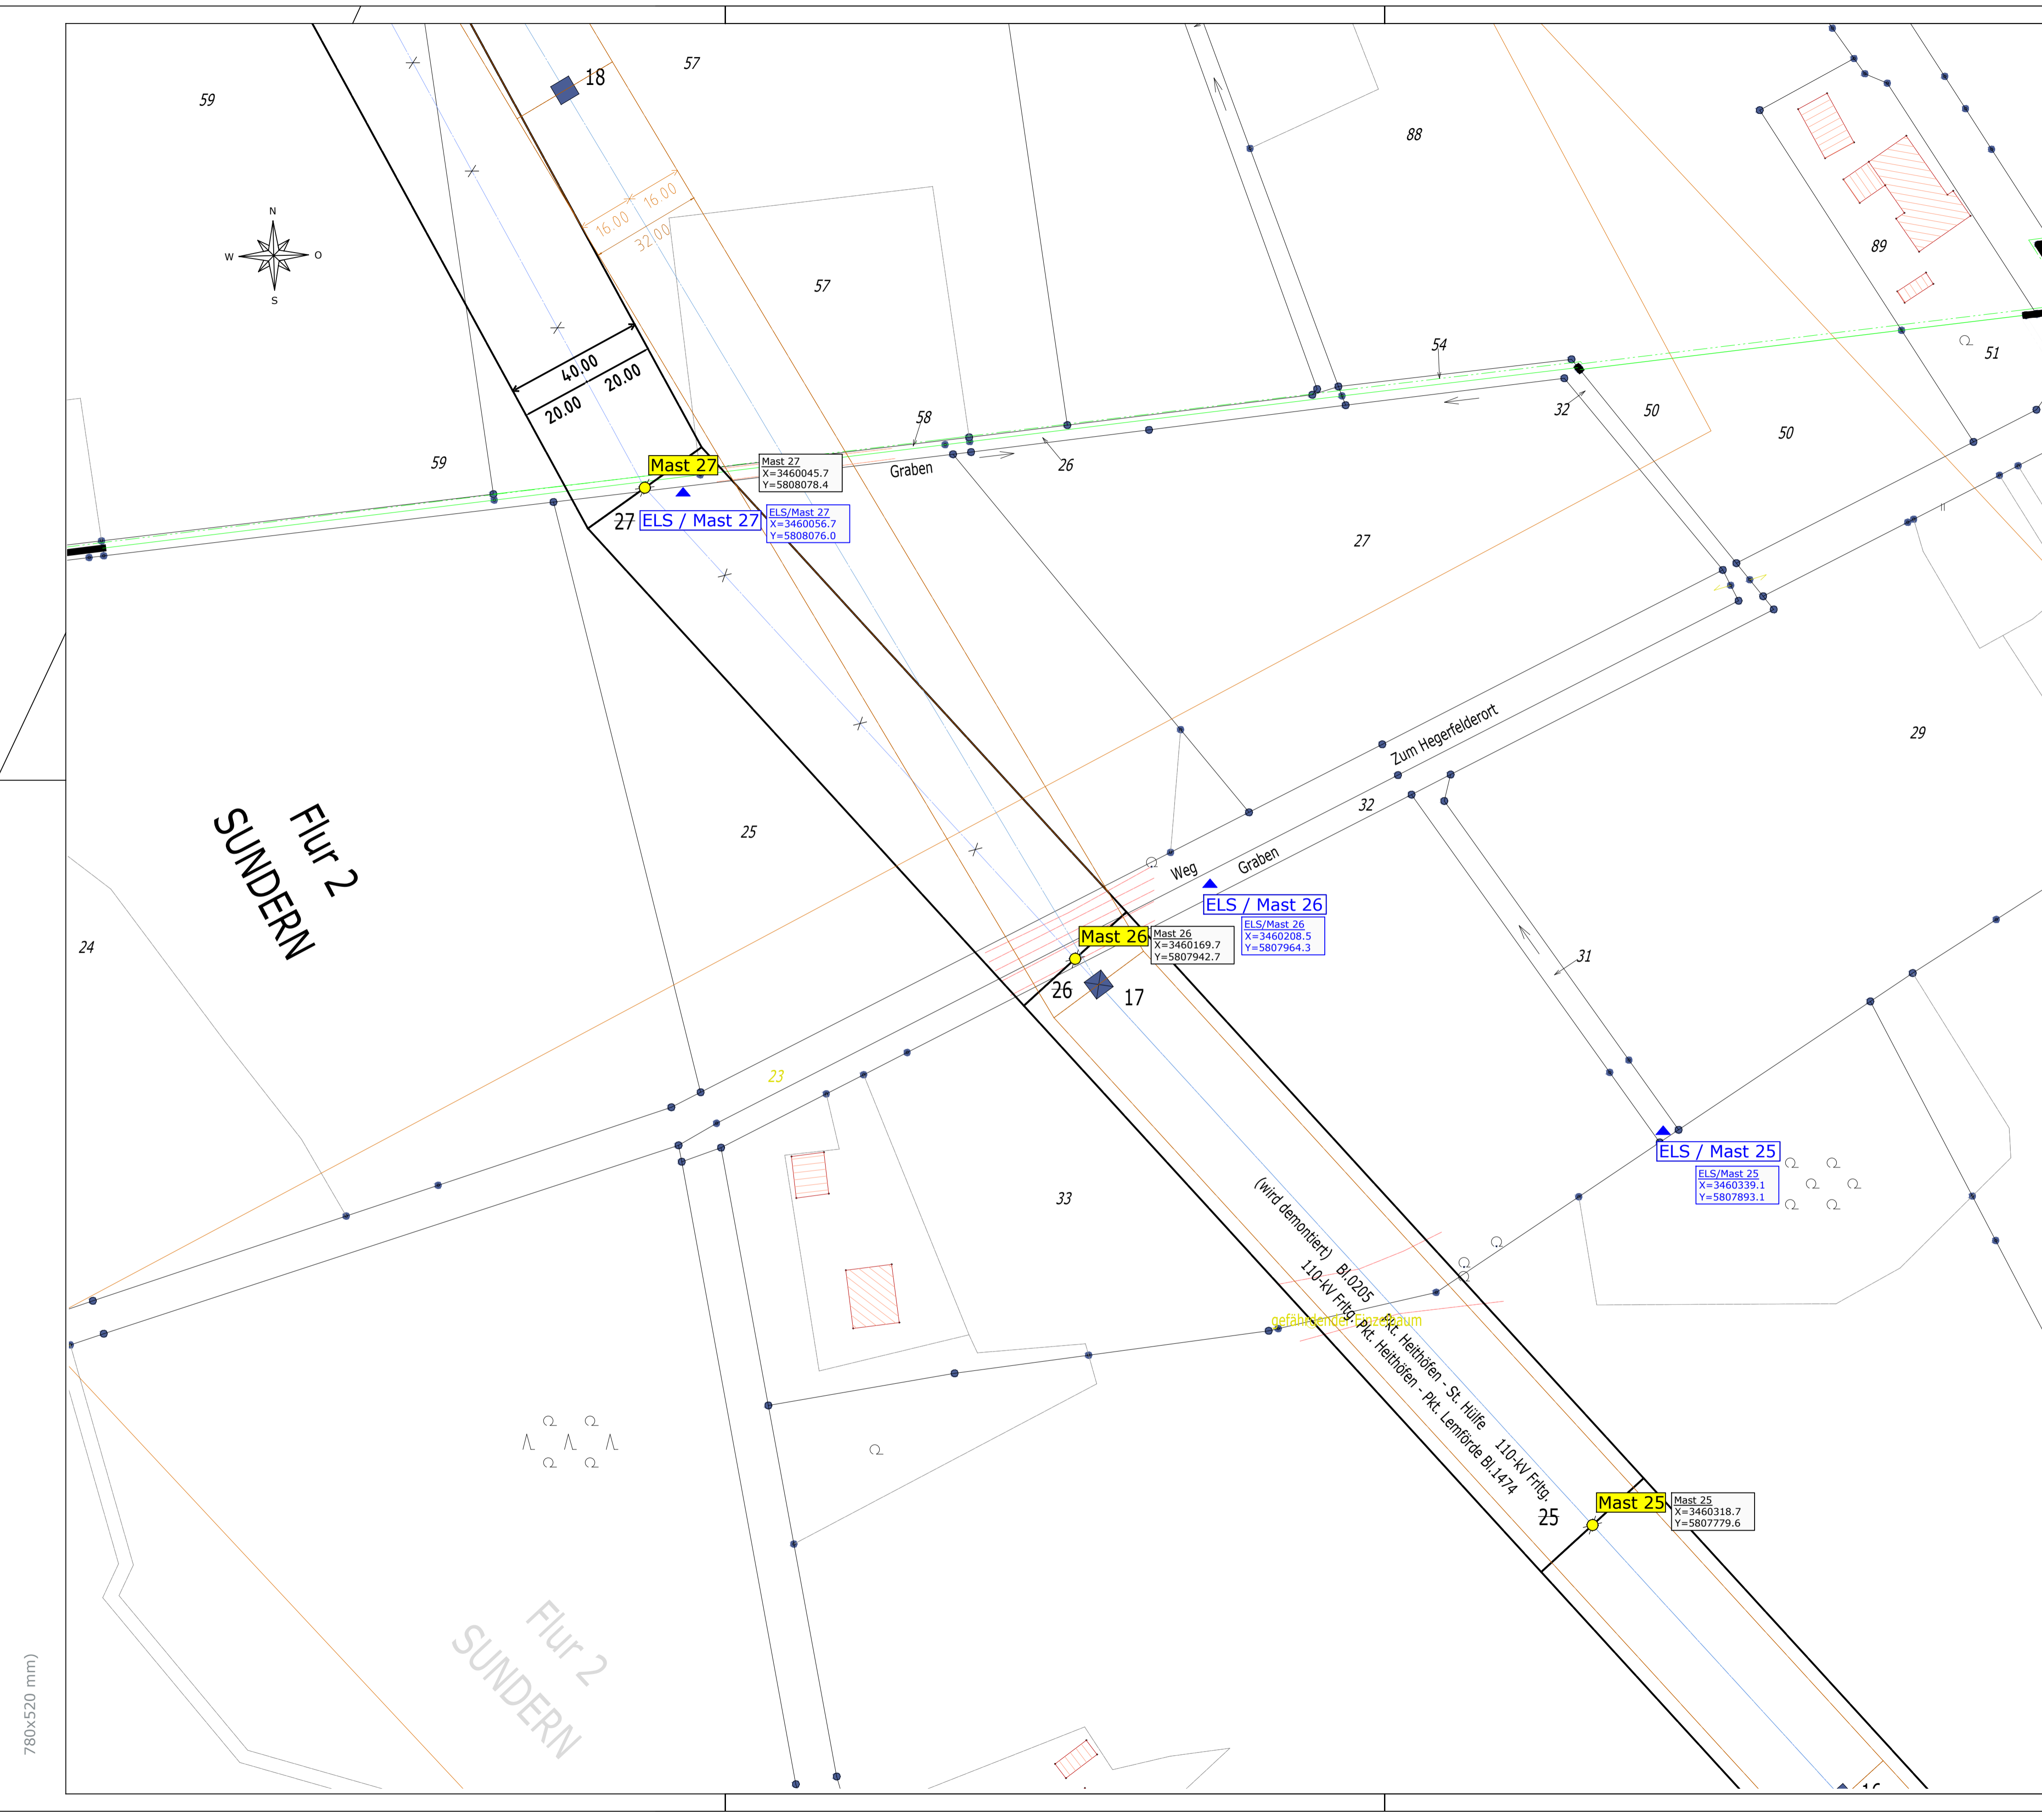 18
57
59
88
16.00
16.00
32.00
N
W
O
S
89
57
54
51
40.00
20.00
20.00
32
50
50
58
26
59
Graben
Mast 27
Mast 27
X=3460045.7
Y=5808078.4
27
ELS / Mast 27
ELS/Mast 27
X=3460056.7
Y=5808076.0
27
Zum Hegerfelderort
29
32
25
Flur 2
SUNDERN
Weg
Graben
ELS / Mast 26
ELS/Mast 26
X=3460208.5
Y=5807964.3
24
Mast 26
Mast 26
X=3460169.7
Y=5807942.7
31
26
17
23
33
ELS / Mast 25
ELS/Mast 25
X=3460339.1
Y=5807893.1
(wird demontiert) Bl.0205 Pkt. Heithöfen - St. Hülfe 110-kV Frltg.
110-kV Frltg. Pkt. Heithöfen - Pkt. Lemförde Bl.1474
gefährdender Einzelbaum
Mast 25
Mast 25
X=3460318.7
Y=5807779.6
25
Flur 2
SUNDERN
780x520 mm)